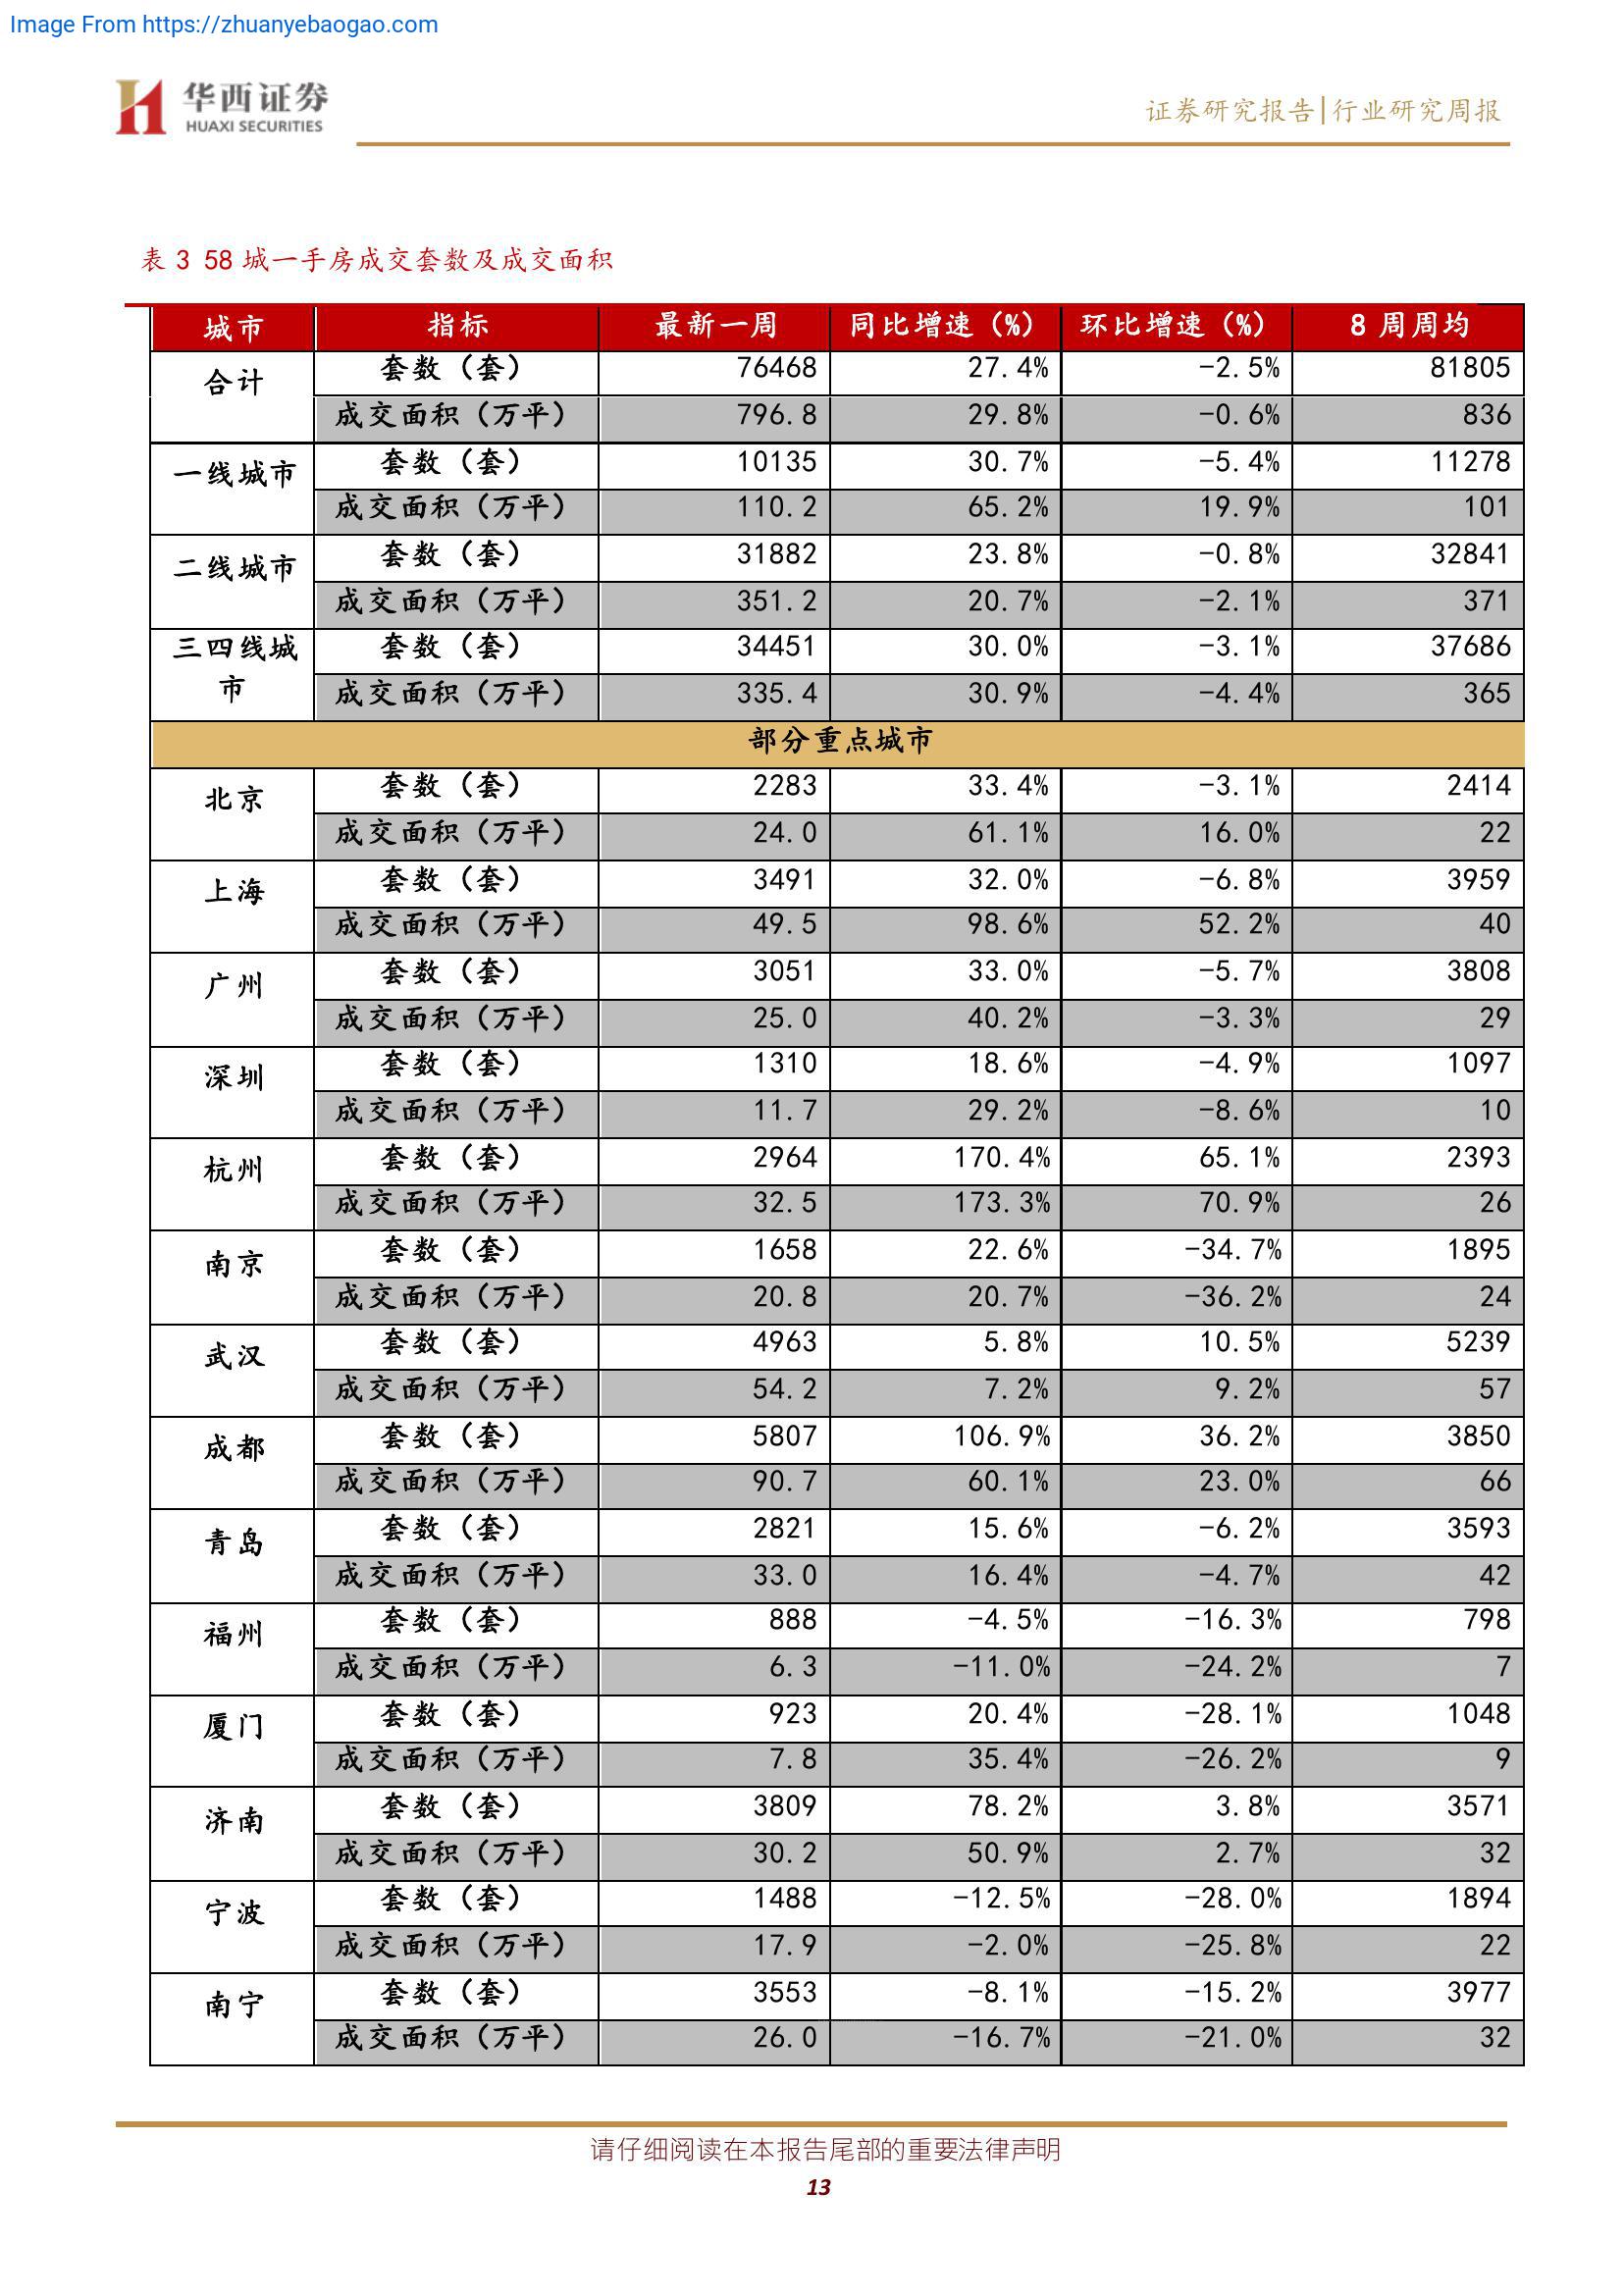 Image From https://zhuanyebaogao.com
华西证券
HUAXI SECURITIES
证券研究报告|行业研究周报
表 3 58 城一手房成交套数及成交面积
城市 指标 最新一周 同比增速（%） 环比增速（%） 8 周周均
合计 套数（套） 76468 27.4% -2.5% 81805
成交面积（万平） 796.8 29.8% -0.6% 836
一线城市 套数（套） 10135 30.7% -5.4% 11278
成交面积（万平） 110.2 65.2% 19.9% 101
二线城市 套数（套） 31882 23.8% -0.8% 32841
成交面积（万平） 351.2 20.7% -2.1% 371
三四线城 套数（套） 34451 30.0% -3.1% 37686
市 成交面积（万平） 335.4 30.9% -4.4% 365
部分重点城市
北京 套数（套） 2283 33.4% -3.1% 2414
成交面积（万平） 24.0 61.1% 16.0% 22
上海 套数（套） 3491 32.0% -6.8% 3959
成交面积（万平） 49.5 98.6% 52.2% 40
广州 套数（套） 3051 33.0% -5.7% 3808
成交面积（万平） 25.0 40.2% -3.3% 29
深圳 套数（套） 1310 18.6% -4.9% 1097
成交面积（万平） 11.7 29.2% -8.6% 10
杭州 套数（套） 2964 170.4% 65.1% 2393
成交面积（万平） 32.5 173.3% 70.9% 26
南京 套数（套） 1658 22.6% -34.7% 1895
成交面积（万平） 20.8 20.7% -36.2% 24
武汉 套数（套） 4963 5.8% 10.5% 5239
成交面积（万平） 54.2 7.2% 9.2% 57
成都 套数（套） 5807 106.9% 36.2% 3850
成交面积（万平） 90.7 60.1% 23.0% 66
青岛 套数（套） 2821 15.6% -6.2% 3593
成交面积（万平） 33.0 16.4% -4.7% 42
福州 套数（套） 888 -4.5% -16.3% 798
成交面积（万平） 6.3 -11.0% -24.2% 7
厦门 套数（套） 923 20.4% -28.1% 1048
成交面积（万平） 7.8 35.4% -26.2% 9
济南 套数（套） 3809 78.2% 3.8% 3571
成交面积（万平） 30.2 50.9% 2.7% 32
宁波 套数（套） 1488 -12.5% -28.0% 1894
成交面积（万平） 17.9 -2.0% -25.8% 22
南宁 套数（套） 3553 -8.1% -15.2% 3977
成交面积（万平） 26.0 -16.7% -21.0% 32
请仔细阅读在本报告尾部的重要法律声明
13